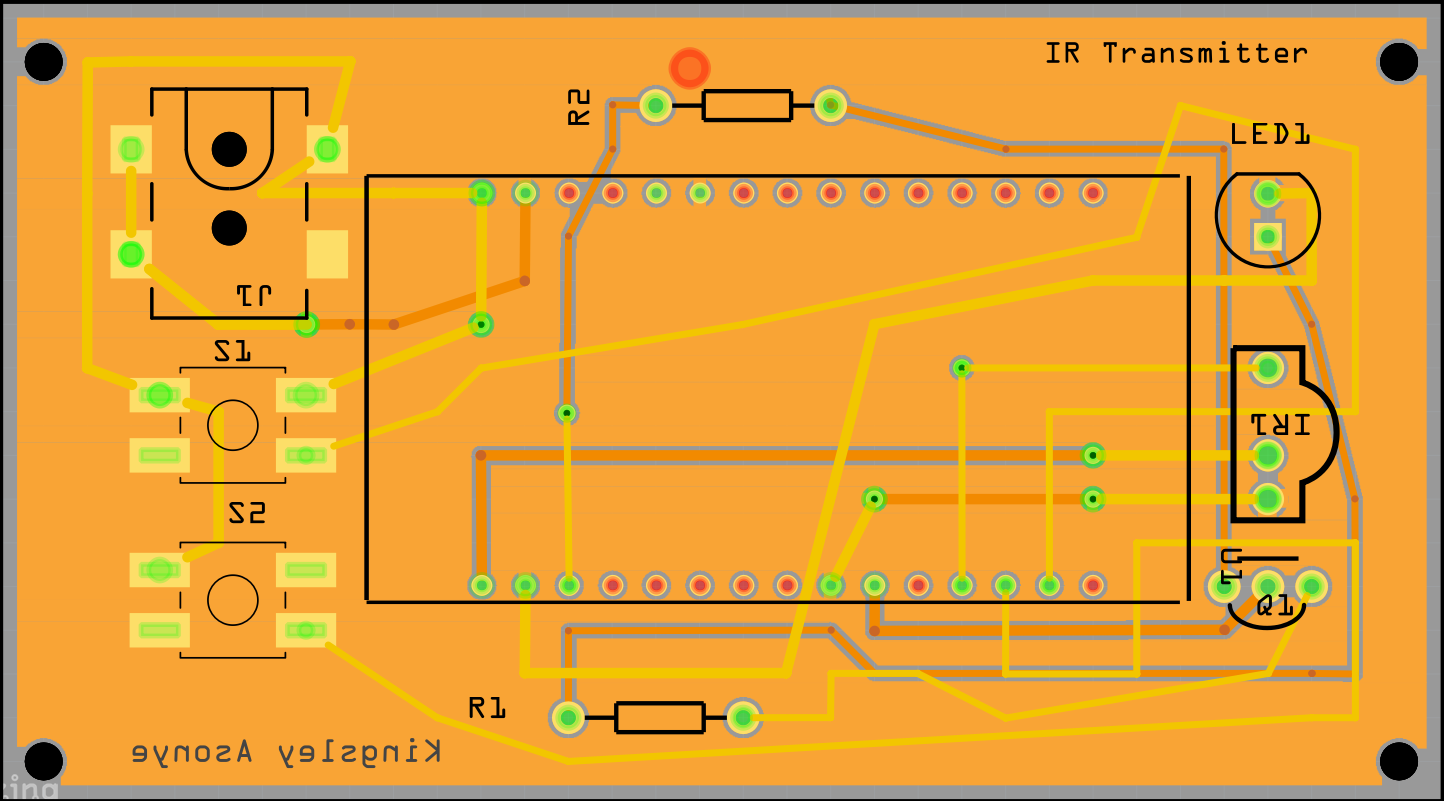 IR Transmitter
R2
LED1
J1
S1
IR1
S2
U1
Q1
R1
Kingsley Asonye